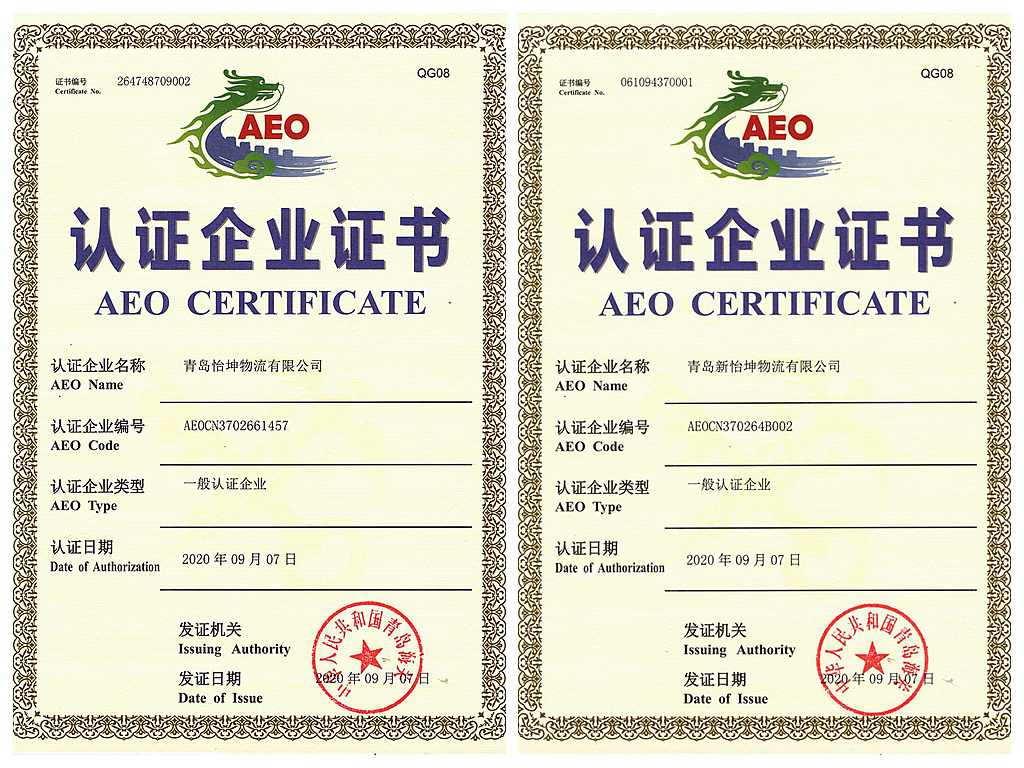 证书编号 264748709002
Certificate No.
QG08
AEO
认证企业证书
AEO CERTIFICATE
认证企业名称 青岛怡坤物流有限公司
AEO Name
认证企业编号 AEOCN3702661457
AEO Code
认证企业类型 一般认证企业
AEO Type
认证日期 2020 年 09 月 07 日
Date of Authorization
发证机关
Issuing Authority
中华人民共和国青岛海关
发证日期 2020 年 09 月 07 日
Date of Issue
证书编号 061094370001
Certificate No.
QG08
AEO
认证企业证书
AEO CERTIFICATE
认证企业名称 青岛新怡坤物流有限公司
AEO Name
认证企业编号 AEOCN370264B002
AEO Code
认证企业类型 一般认证企业
AEO Type
认证日期 2020 年 09 月 07 日
Date of Authorization
发证机关
Issuing Authority
中华人民共和国青岛海关
发证日期 2020 年 09 月 07 日
Date of Issue